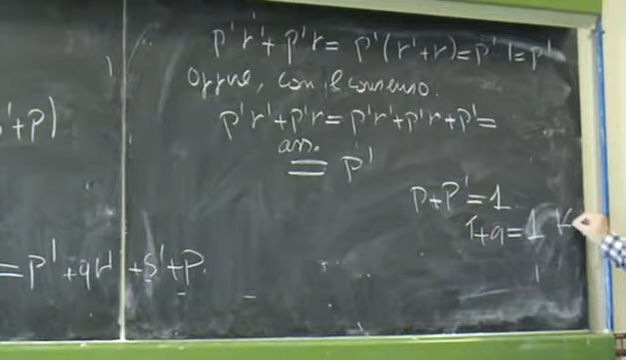 p'r'+p'r= p'(r'+r)=p' 1=p'
oppure, con il consenso.
p'r'+p'r= p'r'+p'r+p'=
ass.
= p'
'+p)
p+p'=1
1+q=1
=p'+qr'+s'+p.